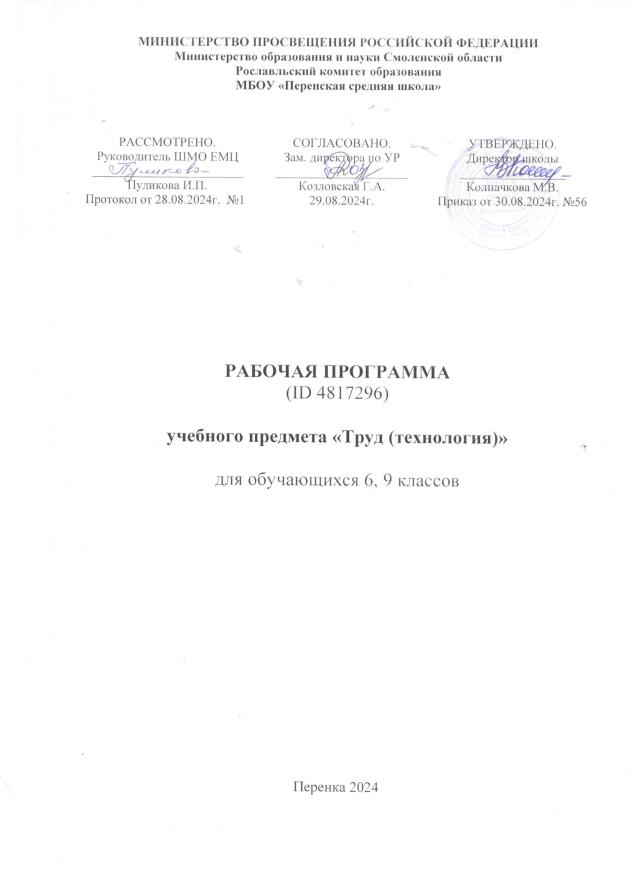 МИНИСТЕРСТВО ПРОСВЕЩЕНИЯ РОССИЙСКОЙ ФЕДЕРАЦИИ
Министерство образования и науки Смоленской области
Рославльский комитет образования
МБОУ «Перенская средняя школа»
РАССМОТРЕНО.
Руководитель ШМО ЕМЦ
Пуликова
Пуликова И.П.
Протокол от 28.08.2024г. №1
СОГЛАСОВАНО.
Зам. директора по УР
Козловская Г.А.
29.08.2024г.
УТВЕРЖДЕНО.
Директор школы
Колпачкова М.В.
Приказ от 30.08.2024г. №56
РАБОЧАЯ ПРОГРАММА
(ID 4817296)
учебного предмета «Труд (технология)»
для обучающихся 6, 9 классов
Перенка 2024